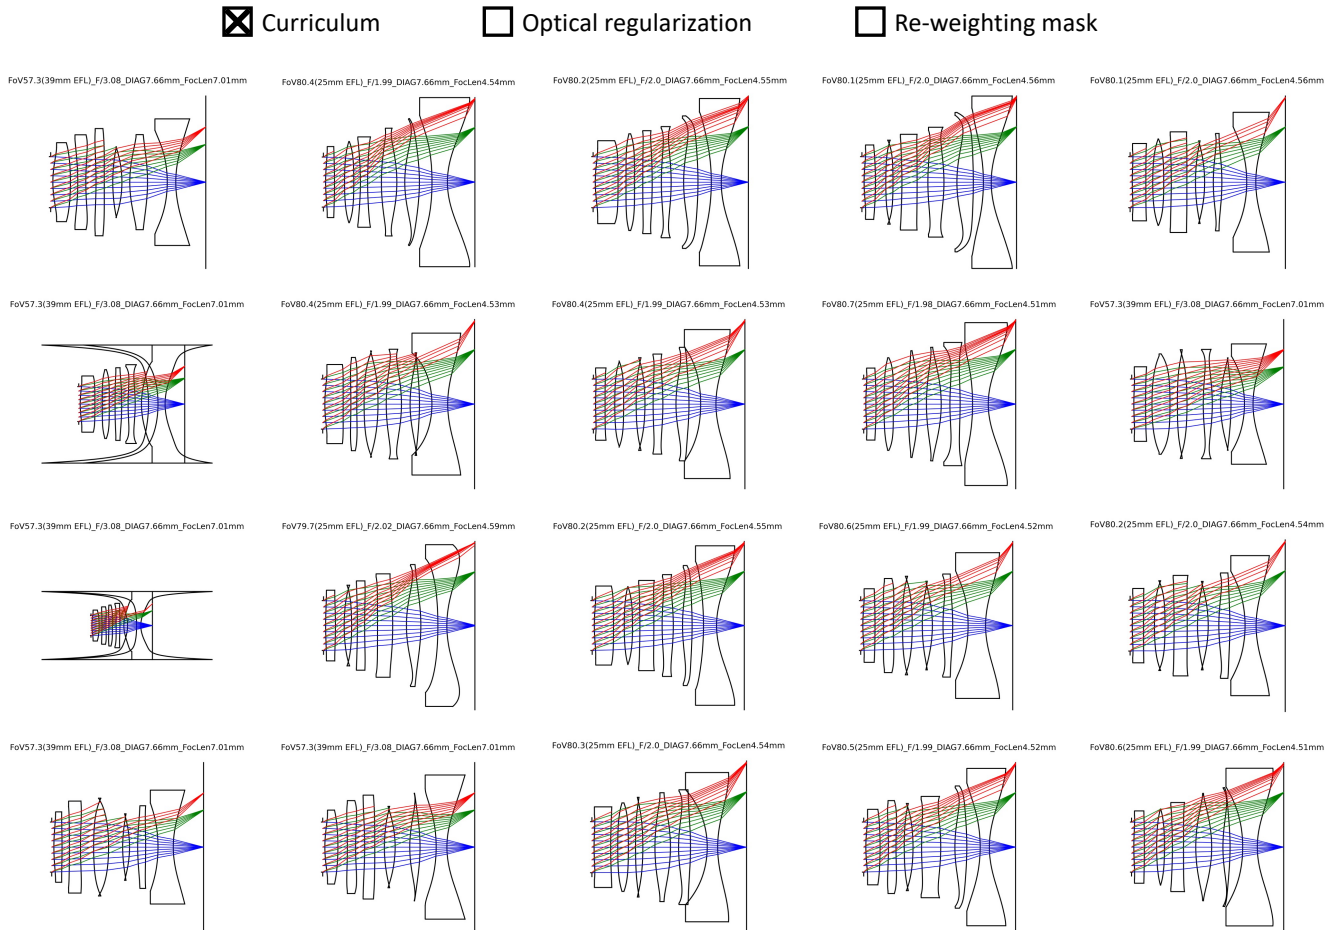 Curriculum Optical regularization Re-weighting mask
FoV57.3(39mm EFL)_F/3.08_DIAG7.66mm_FocLen7.01mm FoV80.4(25mm EFL)_F/1.99_DIAG7.66mm_FocLen4.54mm FoV80.2(25mm EFL)_F/2.0_DIAG7.66mm_FocLen4.55mm FoV80.1(25mm EFL)_F/2.0_DIAG7.66mm_FocLen4.56mm FoV80.1(25mm EFL)_F/2.0_DIAG7.66mm_FocLen4.56mm
FoV57.3(39mm EFL)_F/3.08_DIAG7.66mm_FocLen7.01mm FoV80.4(25mm EFL)_F/1.99_DIAG7.66mm_FocLen4.53mm FoV80.4(25mm EFL)_F/1.99_DIAG7.66mm_FocLen4.53mm FoV80.7(25mm EFL)_F/1.98_DIAG7.66mm_FocLen4.51mm FoV57.3(39mm EFL)_F/3.08_DIAG7.66mm_FocLen7.01mm
FoV57.3(39mm EFL)_F/3.08_DIAG7.66mm_FocLen7.01mm FoV79.7(25mm EFL)_F/2.02_DIAG7.66mm_FocLen4.59mm FoV80.2(25mm EFL)_F/2.0_DIAG7.66mm_FocLen4.55mm FoV80.6(25mm EFL)_F/1.99_DIAG7.66mm_FocLen4.52mm FoV80.2(25mm EFL)_F/2.0_DIAG7.66mm_FocLen4.54mm
FoV57.3(39mm EFL)_F/3.08_DIAG7.66mm_FocLen7.01mm FoV57.3(39mm EFL)_F/3.08_DIAG7.66mm_FocLen7.01mm FoV80.3(25mm EFL)_F/2.0_DIAG7.66mm_FocLen4.54mm FoV80.5(25mm EFL)_F/1.99_DIAG7.66mm_FocLen4.52mm FoV80.6(25mm EFL)_F/1.99_DIAG7.66mm_FocLen4.51mm